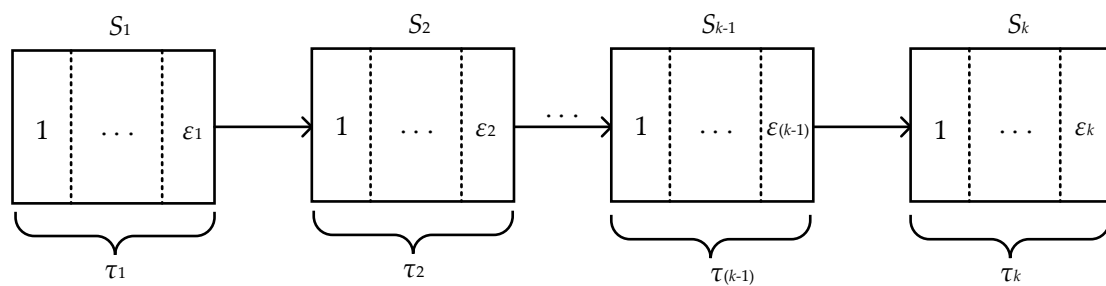 S1 S2 Sk-1 Sk
...
1 ... ε1 1 ... ε2 1 ... ε(k-1) 1 ... εk
τ1 τ2 τ(k-1) τk